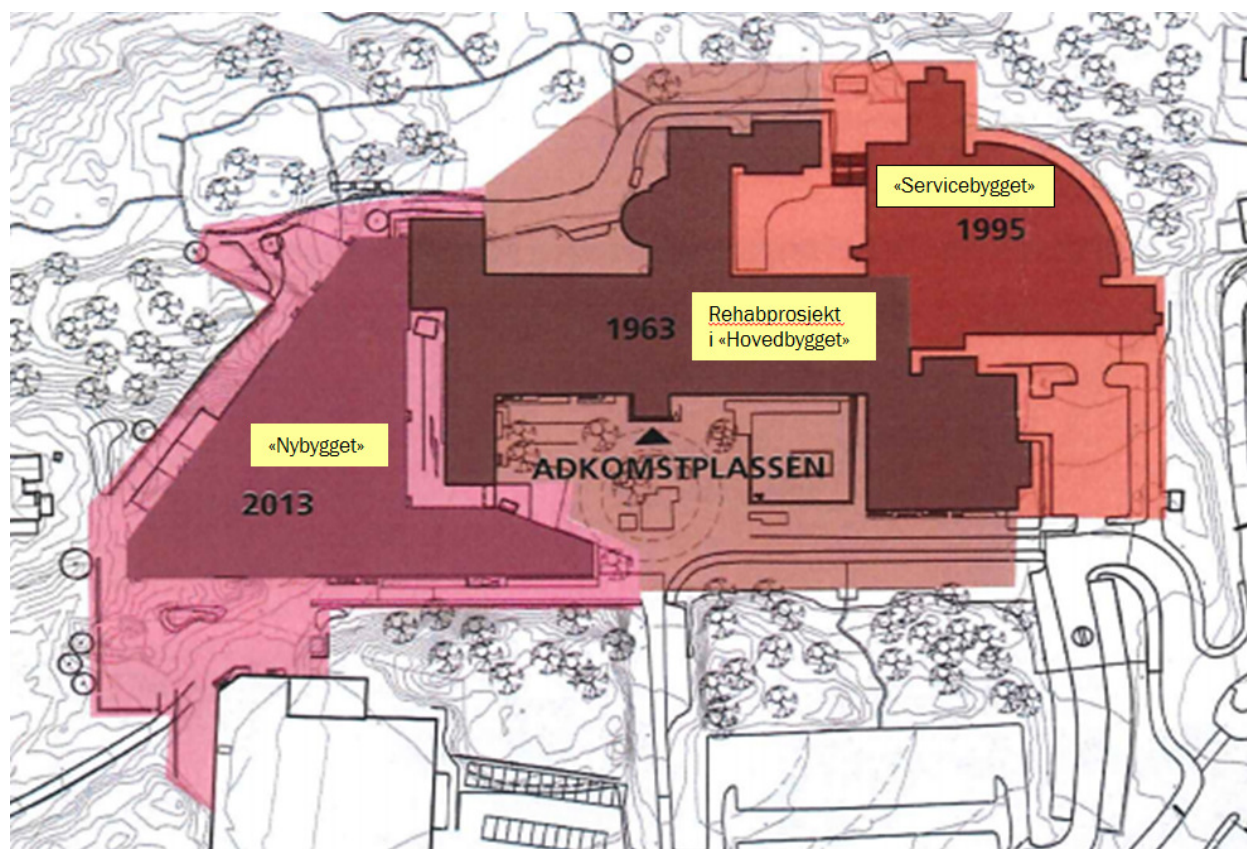 «Servicebygget»
1995
1963
Rehabprosjekt
i «Hovedbygget»
«Nybygget»
ADKOMSTPLASSEN
2013